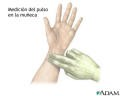 Medición del pulso
en la muñeca
ADAM.